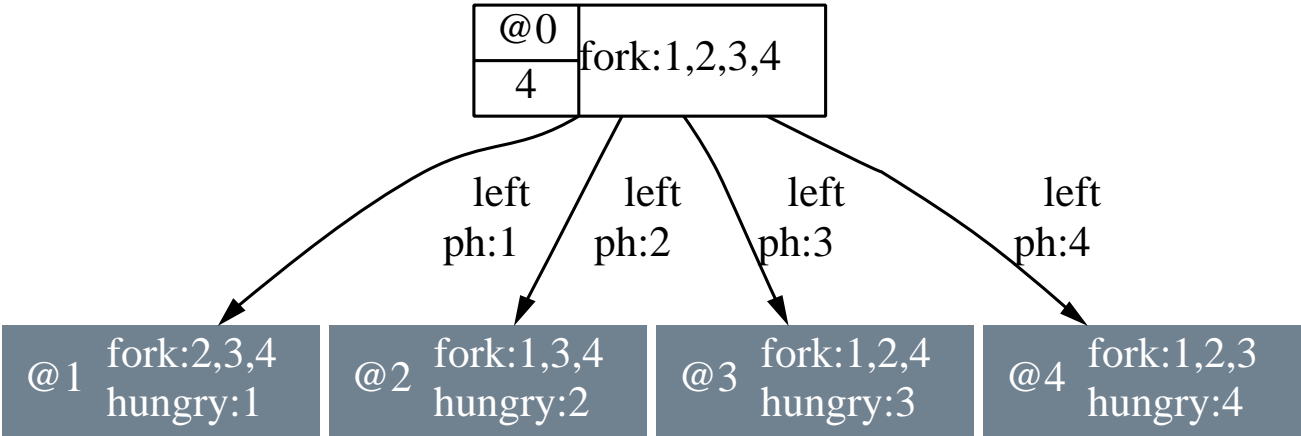 @0
4
fork:1,2,3,4
left
ph:1
left
ph:2
left
ph:3
left
ph:4
@1
fork:2,3,4
hungry:1
@2
fork:1,3,4
hungry:2
@3
fork:1,2,4
hungry:3
@4
fork:1,2,3
hungry:4